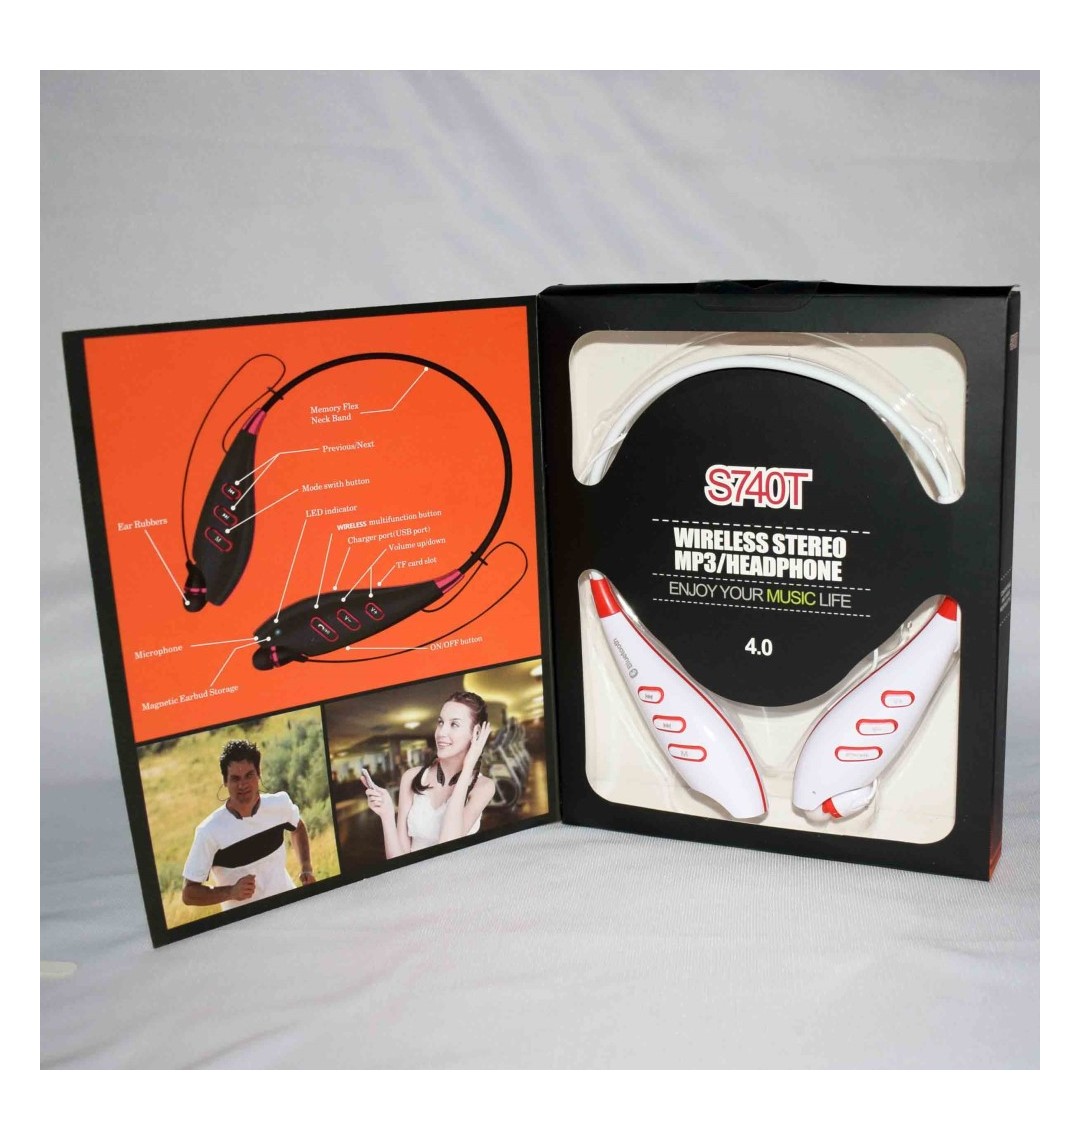 Memory Flex
Neck Band
Previous/Next
Mode swith button
LED indicator
WIRELESS multifunction button
Charger port(USB port)
Volume up/down
TF card slot
Ear Rubbers
Microphone
Magnetic Earbud Storage
ON/OFF button
M
V-
V+
S740T
WIRELESS STEREO
MP3/HEADPHONE
ENJOY YOUR MUSIC LIFE
4.0
Bluetooth
M